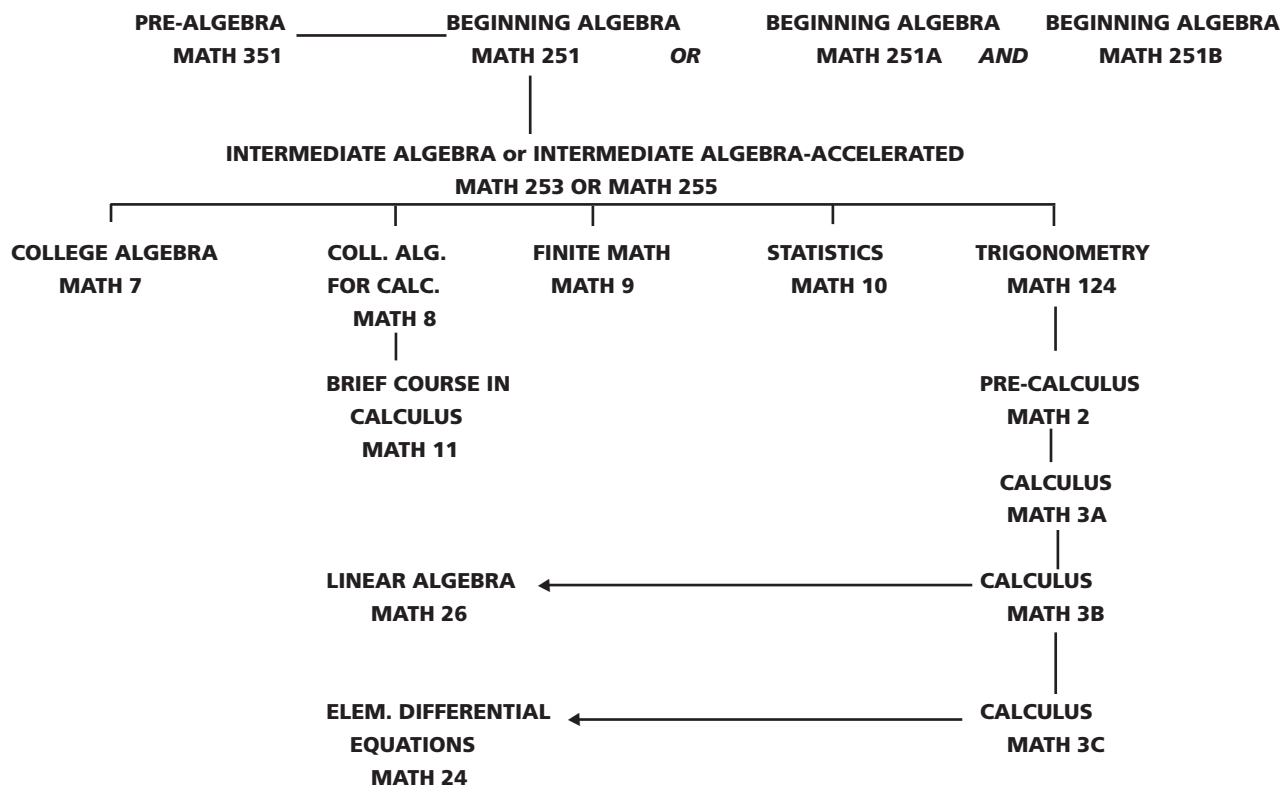 PRE-ALGEBRA BEGINNING ALGEBRA BEGINNING ALGEBRA BEGINNING ALGEBRA
MATH 351 MATH 251 OR MATH 251A AND MATH 251B
INTERMEDIATE ALGEBRA or INTERMEDIATE ALGEBRA-ACCELERATED
MATH 253 OR MATH 255
COLLEGE ALGEBRA
MATH 7
COLL. ALG.
FOR CALC.
MATH 8
FINITE MATH
MATH 9
STATISTICS
MATH 10
TRIGONOMETRY
MATH 124
BRIEF COURSE IN
CALCULUS
MATH 11
PRE-CALCULUS
MATH 2
CALCULUS
MATH 3A
LINEAR ALGEBRA
MATH 26
CALCULUS
MATH 3B
ELEM. DIFFERENTIAL
EQUATIONS
MATH 24
CALCULUS
MATH 3C